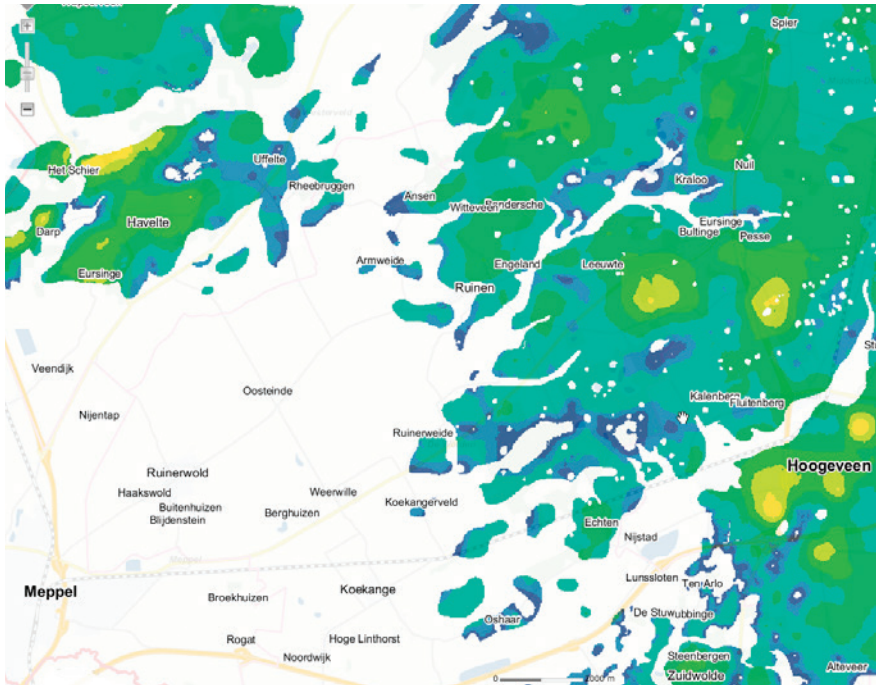 Spier
Nuil
Het Schier
Uffelte
Kraloo
Rheebruggen
Ansen
Witteveen
Havelte
Darp
Eursinge
Bultinge
Pesse
Armweide
Engeland
Leeuwte
Eursinge
Ruinen
Veendijk
Oosteinde
Kalenberg
Fluitenberg
Nijentap
Ruinerweide
Ruinerwold
Hoogeveen
Haakswold
Weerwille
Buitenhuizen
Koekangerveld
Blijdenstein
Berghuizen
Echten
Nijstad
Meppel
Lunssloten
Ten Arlo
Meppel
Koekange
Broekhuizen
De Stuw
Oshaar
Rogat
Hoge Linthorst
Noordwijk
Steenbergen
Zuidwolde
Alteveer
0